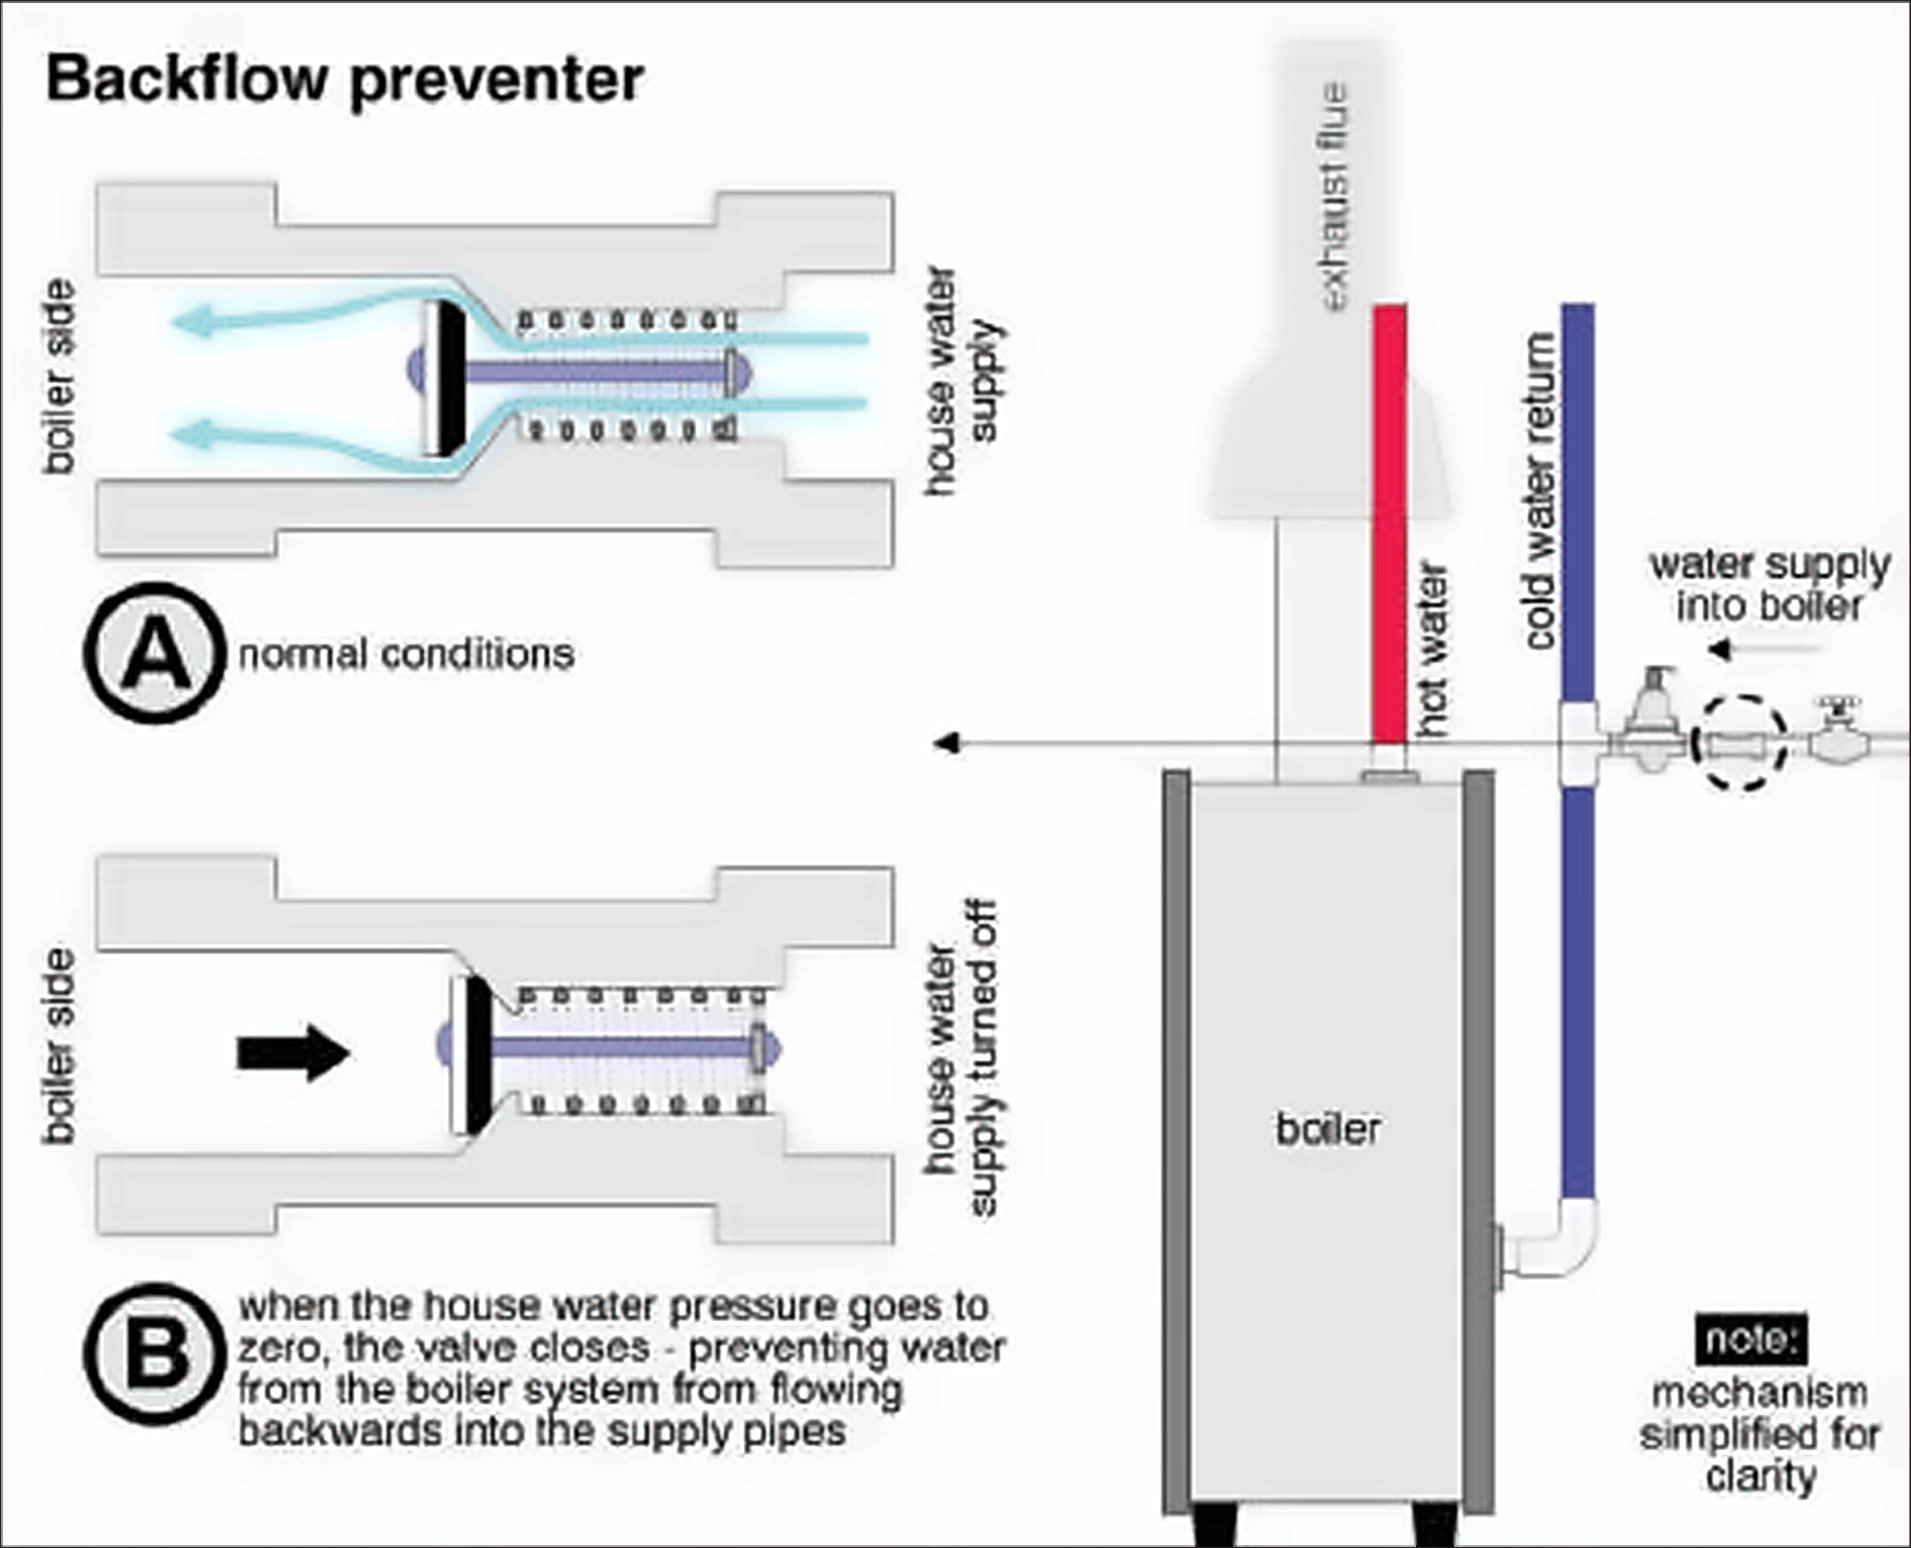 Backflow preventer
boiler side
house water
supply
A
normal conditions
boiler side
house water
supply turned off
B
when the house water pressure goes to
zero, the valve closes - preventing water
from the boiler system from flowing
backwards into the supply pipes
exhaust flue
hot water
cold water return
water supply
into boiler
boiler
note:
mechanism
simplified for
clarity